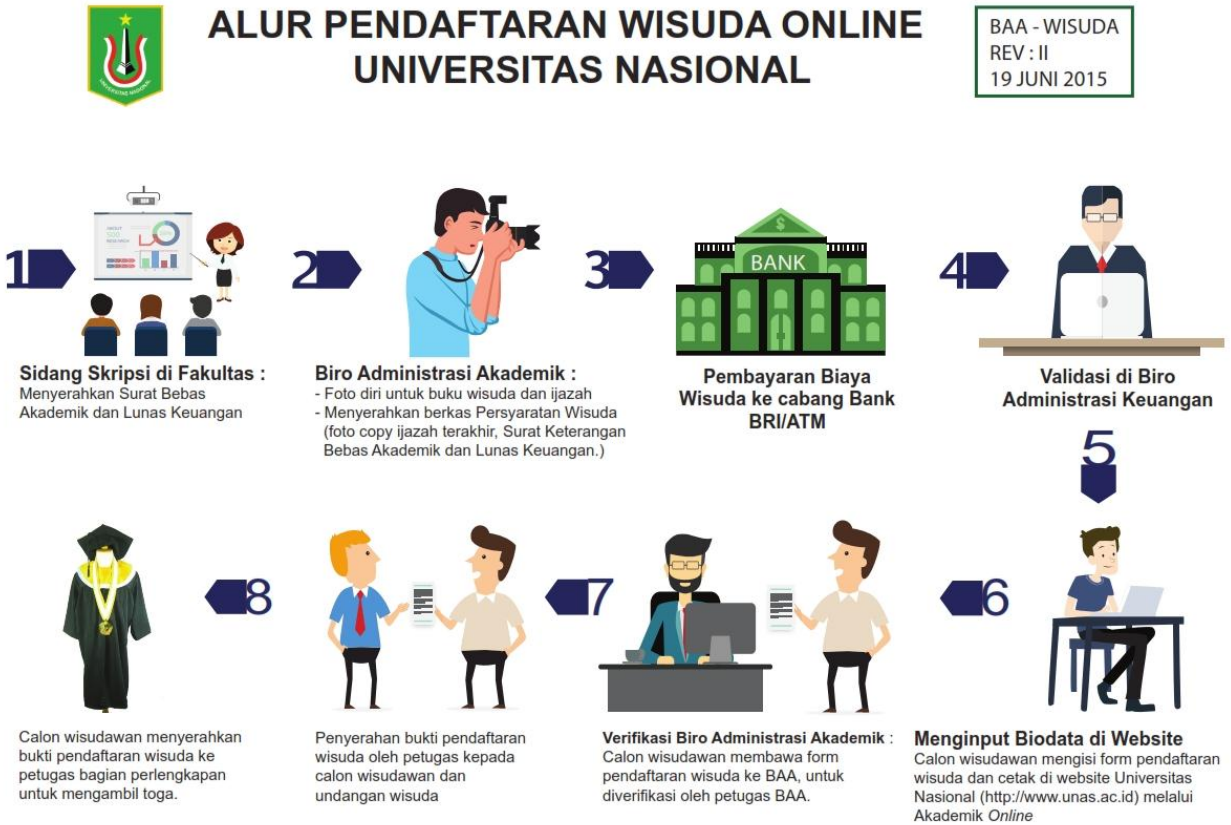 ALUR PENDAFTARAN WISUDA ONLINE
UNIVERSITAS NASIONAL
BAA - WISUDA
REV : II
19 JUNI 2015
UNIVERSITAS NASIONAL
1
ABOUT
500
RESEARCH
Sidang Skripsi di Fakultas :
Menyerahkan Surat Bebas
Akademik dan Lunas Keuangan
2
Biro Administrasi Akademik :
- Foto diri untuk buku wisuda dan ijazah
- Menyerahkan berkas Persyaratan Wisuda
(foto copy ijazah terakhir, Surat Keterangan
Bebas Akademik dan Lunas Keuangan.)
3
$
BANK
Pembayaran Biaya
Wisuda ke cabang Bank
BRI/ATM
4
Validasi di Biro
Administrasi Keuangan
5
Menginput Biodata di Website
Calon wisudawan mengisi form pendaftaran
wisuda dan cetak di website Universitas
Nasional (http://www.unas.ac.id) melalui
Akademik Online
6
Verifikasi Biro Administrasi Akademik :
Calon wisudawan membawa form
pendaftaran wisuda ke BAA, untuk
diverifikasi oleh petugas BAA.
7
Penyerahan bukti pendaftaran
wisuda oleh petugas kepada
calon wisudawan dan
undangan wisuda
8
Calon wisudawan menyerahkan
bukti pendaftaran wisuda ke
petugas bagian perlengkapan
untuk mengambil toga.